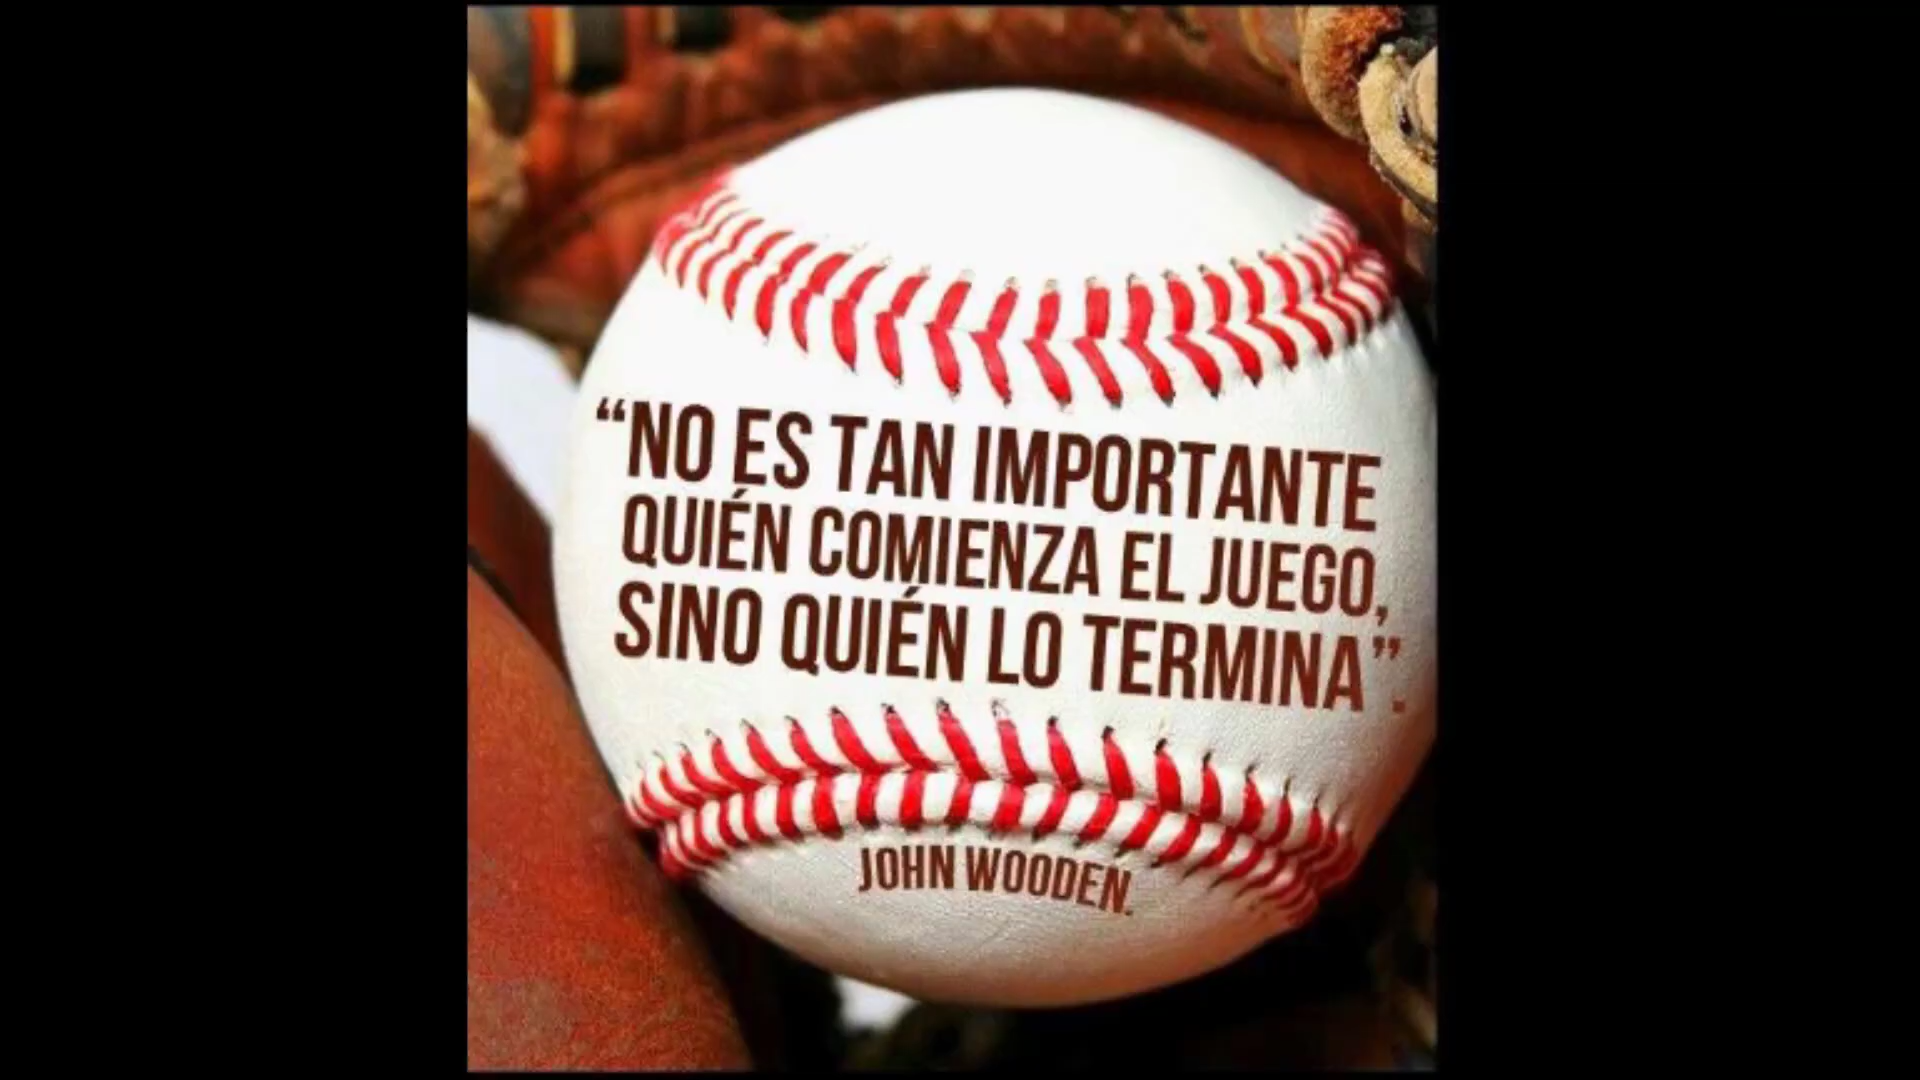 “NO ES TAN IMPORTANTE
QUIÉN COMIENZA EL JUEGO,
SINO QUIÉN LO TERMINA”.
JOHN WOODEN.